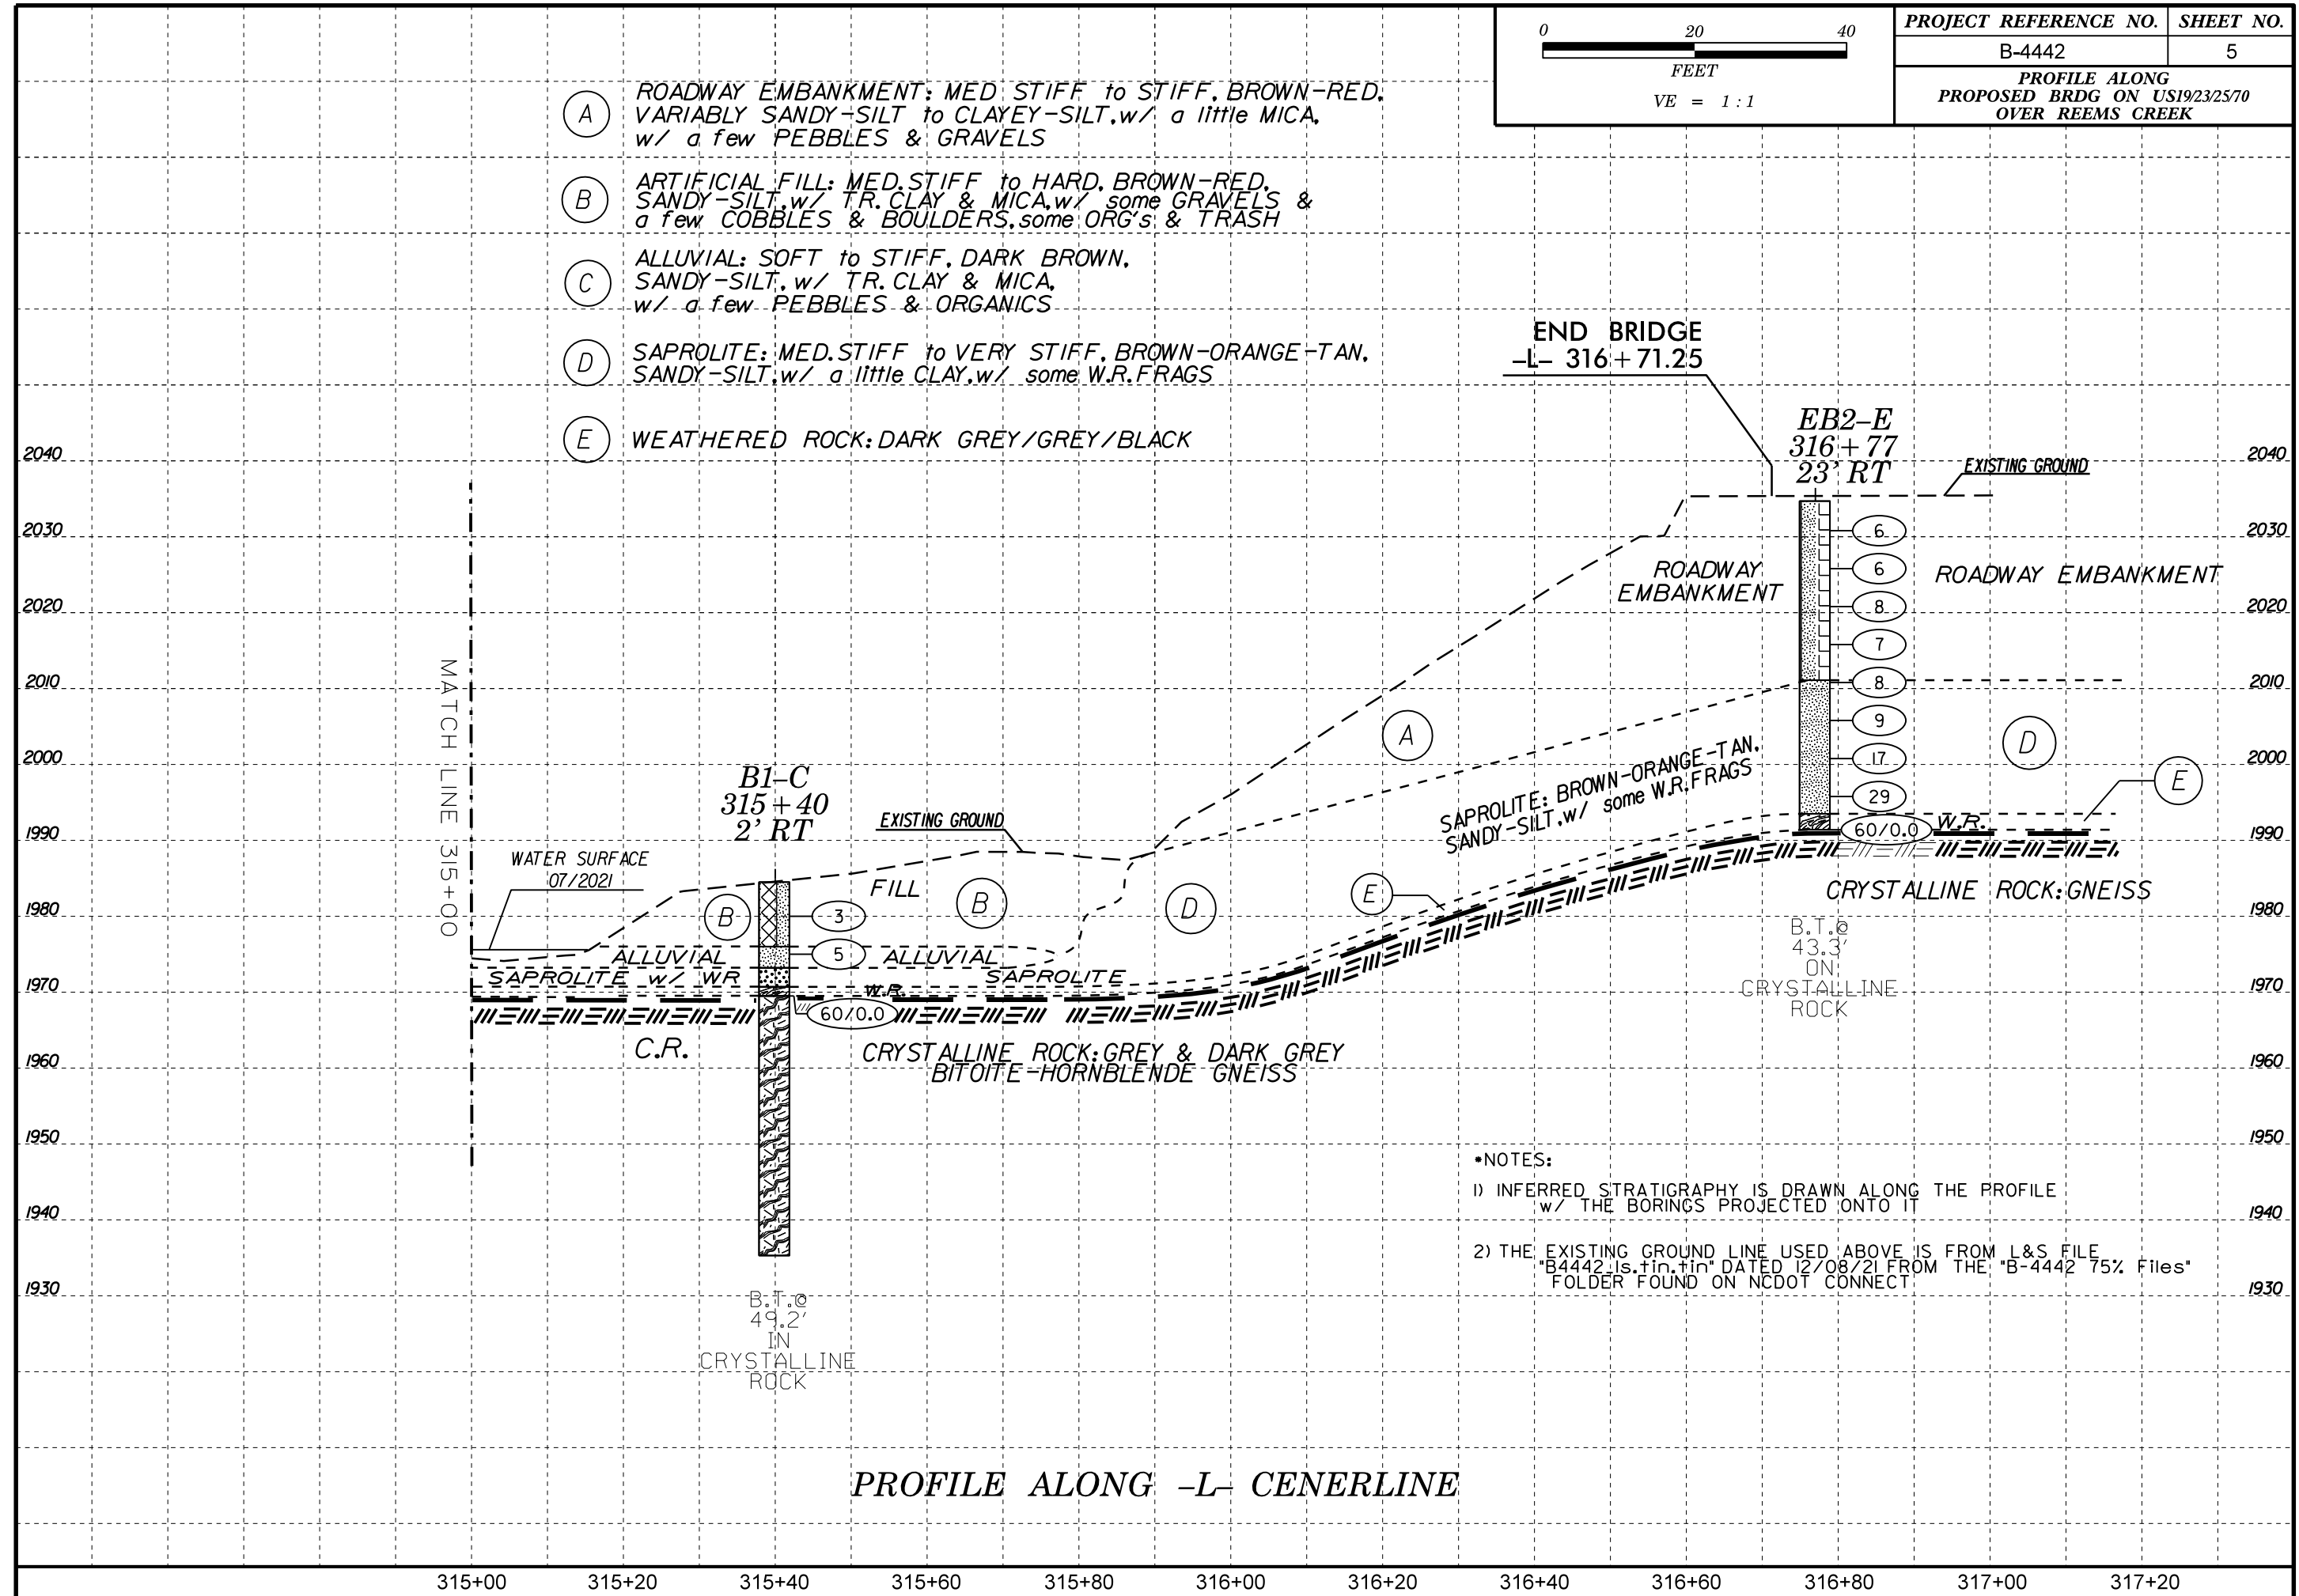 0 20 40
FEET
VE = 1 : 1
PROJECT REFERENCE NO. SHEET NO.
B-4442 5
PROFILE ALONG
PROPOSED BRDG ON US19/23/25/70
OVER REEMS CREEK
A ROADWAY EMBANKMENT: MED STIFF to STIFF, BROWN-RED,
VARIABLY SANDY-SILT to CLAYEY-SILT, w/ a little MICA,
w/ a few PEBBLES & GRAVELS
B ARTIFICIAL FILL: MED. STIFF to HARD, BROWN-RED,
SANDY-SILT, w/ TR. CLAY & MICA, w/ some GRAVELS &
a few COBBLES & BOULDERS, some ORG's & TRASH
C ALLUVIAL: SOFT to STIFF, DARK BROWN,
SANDY-SILT, w/ TR. CLAY & MICA,
w/ a few PEBBLES & ORGANICS
D SAPROLITE: MED. STIFF to VERY STIFF, BROWN-ORANGE-TAN,
SANDY-SILT, w/ a little CLAY, w/ some W.R. FRAGS
E WEATHERED ROCK: DARK GREY/GREY/BLACK
END BRIDGE
-L- 316+71.25
EB2-E
316+77
23' RT
EXISTING GROUND
2040 2040
2030 2030
2020 2020
2010 2010
2000 2000
1990 1990
1980 1980
1970 1970
1960 1960
1950 1950
1940 1940
1930 1930
6
6
8
7
8
9
17
29
60/0.0
ROADWAY
EMBANKMENT
ROADWAY EMBANKMENT
MATCH LINE 315+00
A
D
E
SAPROLITE: BROWN-ORANGE-TAN,
SANDY-SILT, w/ some W.R. FRAGS
W.R.
CRYSTALLINE ROCK: GNEISS
B.T.@
43.3'
ON
CRYSTALLINE
ROCK
B1-C
315+40
2' RT
EXISTING GROUND
WATER SURFACE
07/2021
FILL
B
B
D
E
3
5
ALLUVIAL
ALLUVIAL
SAPROLITE w/ WR
SAPROLITE
W.R.
60/0.0
C.R.
CRYSTALLINE ROCK: GREY & DARK GREY
BITOITE-HORNBLENDE GNEISS
B.T.@
49.2'
IN
CRYSTALLINE
ROCK
*NOTES:
1) INFERRED STRATIGRAPHY IS DRAWN ALONG THE PROFILE
w/ THE BORINGS PROJECTED ONTO IT
2) THE EXISTING GROUND LINE USED ABOVE IS FROM L&S FILE
"B4442_ls.tin.tin" DATED 12/08/21 FROM THE "B-4442 75% Files"
FOLDER FOUND ON NCDOT CONNECT
PROFILE ALONG -L- CENERLINE
315+00 315+20 315+40 315+60 315+80 316+00 316+20 316+40 316+60 316+80 317+00 317+20